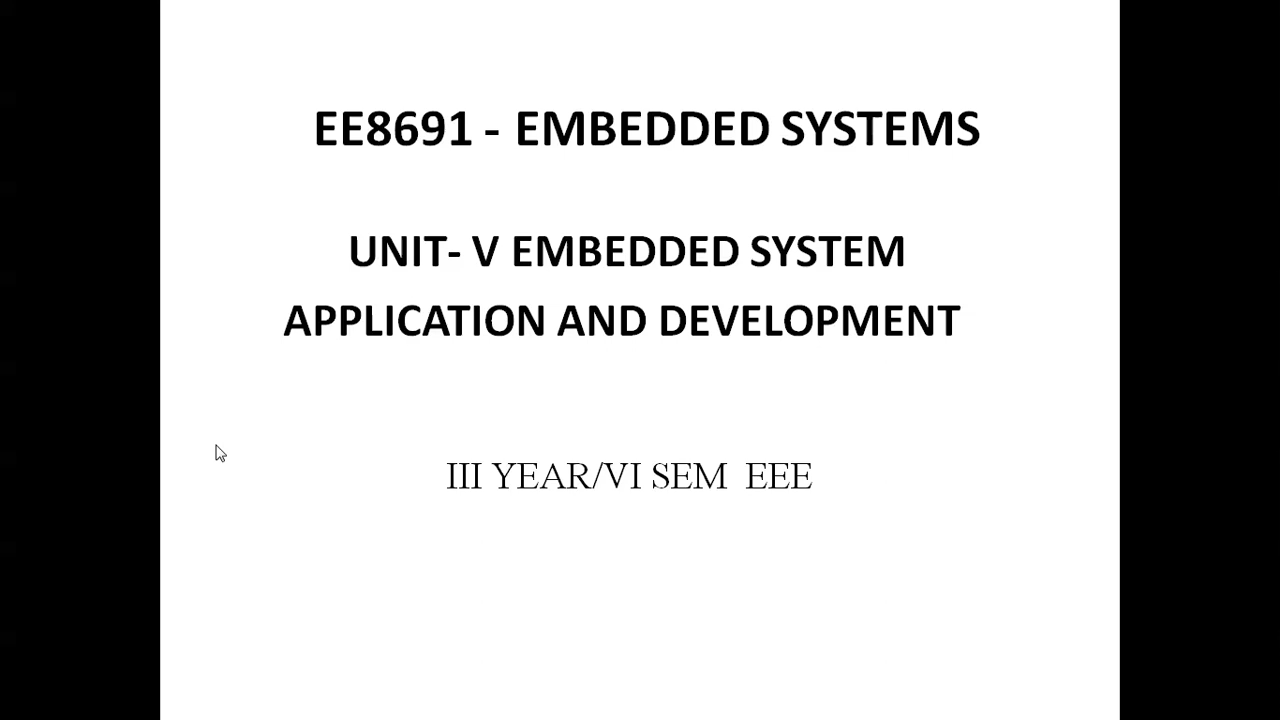 EE8691 - EMBEDDED SYSTEMS
UNIT- V EMBEDDED SYSTEM
APPLICATION AND DEVELOPMENT
III YEAR/VI SEM EEE